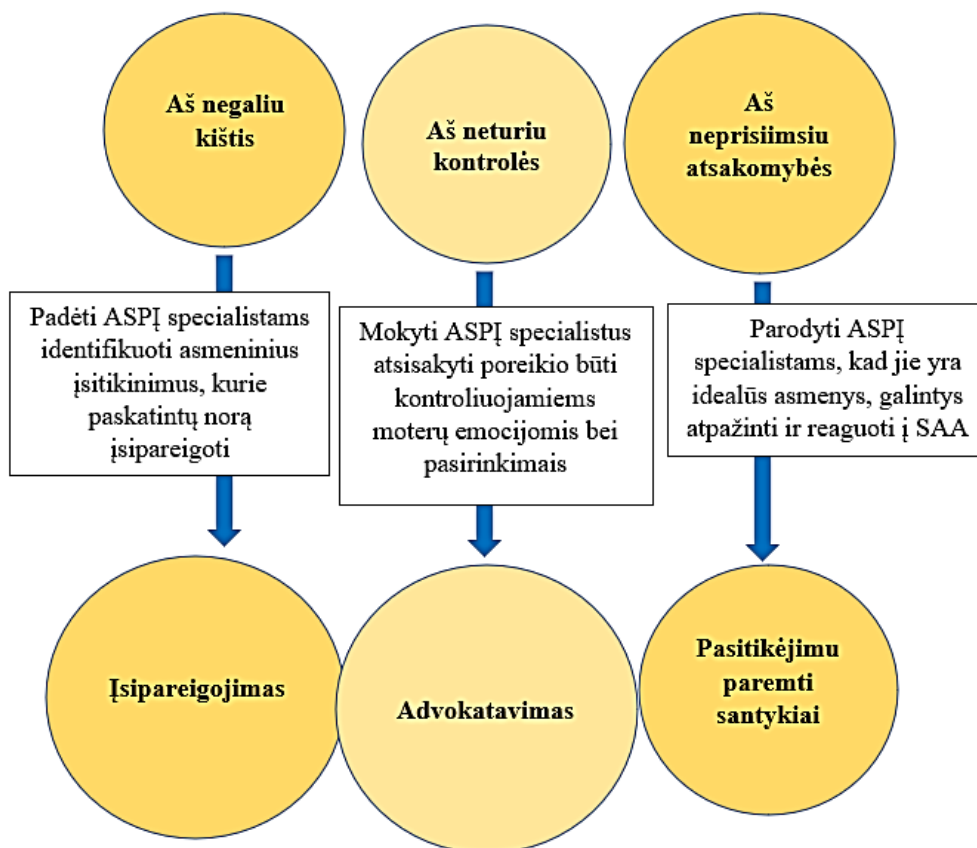 Aš negaliu
kištis
Aš neturiu
kontrolės
Aš
neprisiimsiu
atsakomybės
Padėti ASPĮ specialistams
identifikuoti asmeninius
įsitikinimus, kurie
paskatintų norą
įsipareigoti
Mokyti ASPĮ specialistus
atsisakyti poreikio būti
kontroliuojamiems
moterų emocijomis bei
pasirinkimais
Parodyti ASPĮ
specialistams, kad jie yra
idealūs asmenys, galintys
atpažinti ir reaguoti į SAA
Įsipareigojimas
Advokatavimas
Pasitikėjimu
paremti
santykiai